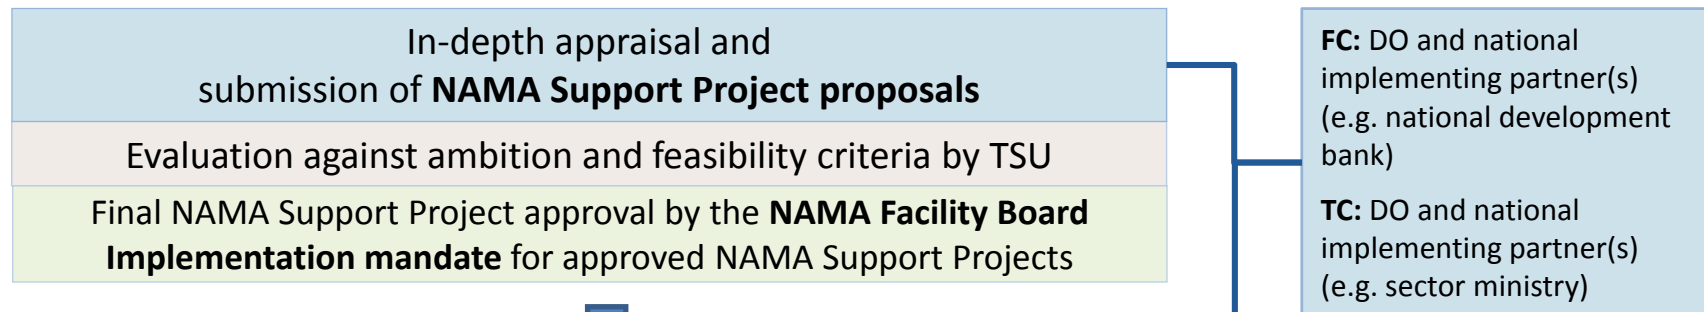 In-depth appraisal and
submission of NAMA Support Project proposals
Evaluation against ambition and feasibility criteria by TSU
Final NAMA Support Project approval by the NAMA Facility Board
Implementation mandate for approved NAMA Support Projects
FC: DO and national
implementing partner(s)
(e.g. national development
bank)
TC: DO and national
implementing partner(s)
(e.g. sector ministry)